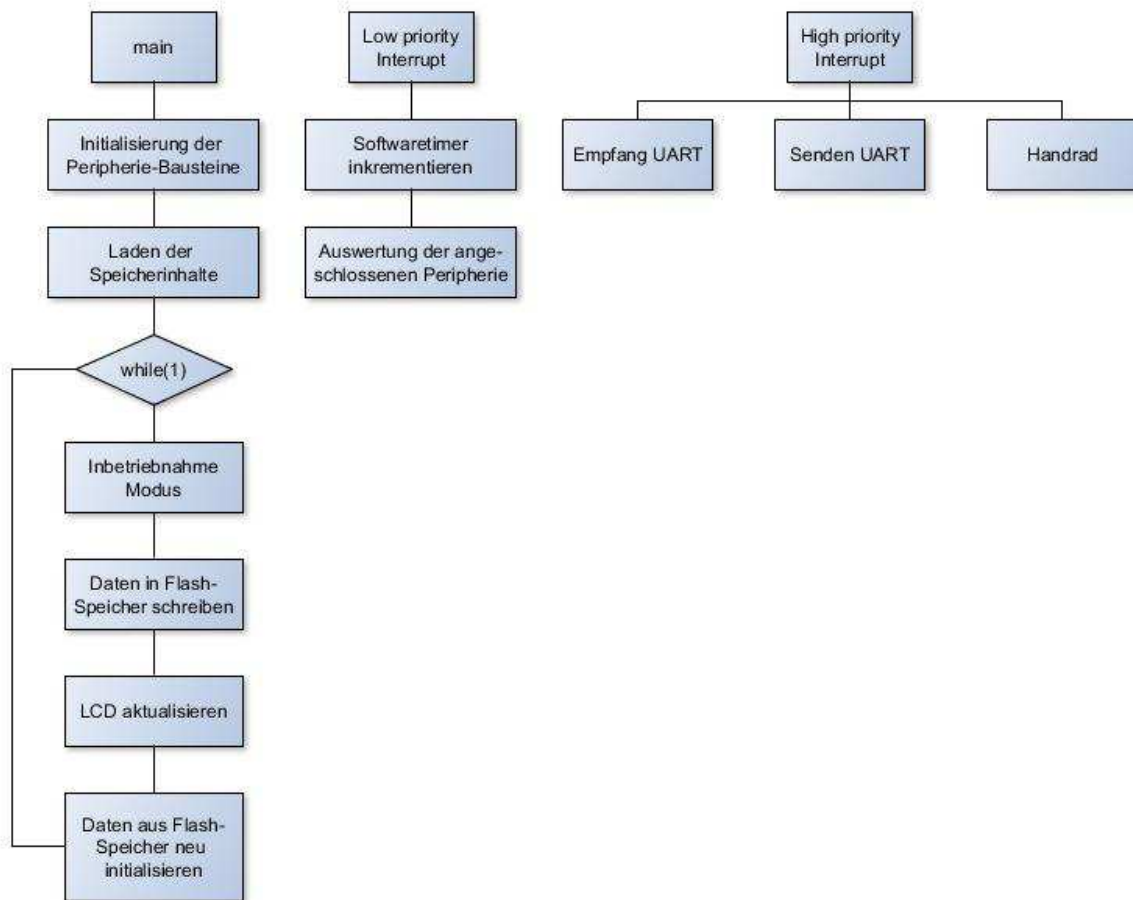 main
Initialisierung der
Peripherie-Bausteine
Laden der
Speicherinhalte
while(1)
Inbetriebnahme
Modus
Daten in Flash-
Speicher schreiben
LCD aktualisieren
Daten aus Flash-
Speicher neu
initialisieren
Low priority
Interrupt
Softwaretimer
inkrementieren
Auswertung der ange-
schlossenen Peripherie
High priority
Interrupt
Empfang UART
Senden UART
Handrad